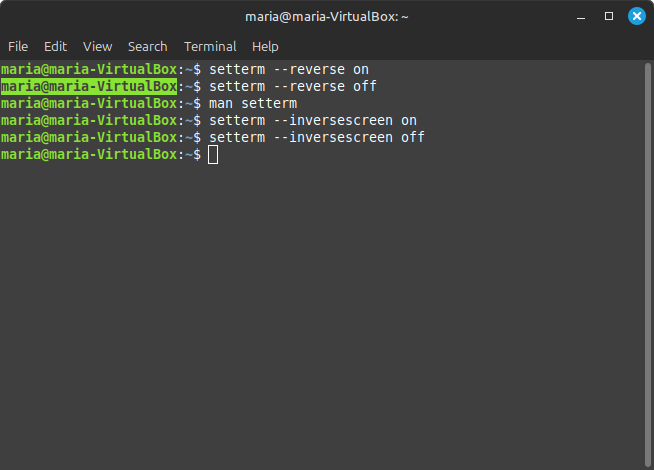 maria@maria-VirtualBox: ~
File Edit View Search Terminal Help
maria@maria-VirtualBox:~$ setterm --reverse on
maria@maria-VirtualBox:~$ setterm --reverse off
maria@maria-VirtualBox:~$ man setterm
maria@maria-VirtualBox:~$ setterm --inversescreen on
maria@maria-VirtualBox:~$ setterm --inversescreen off
maria@maria-VirtualBox:~$